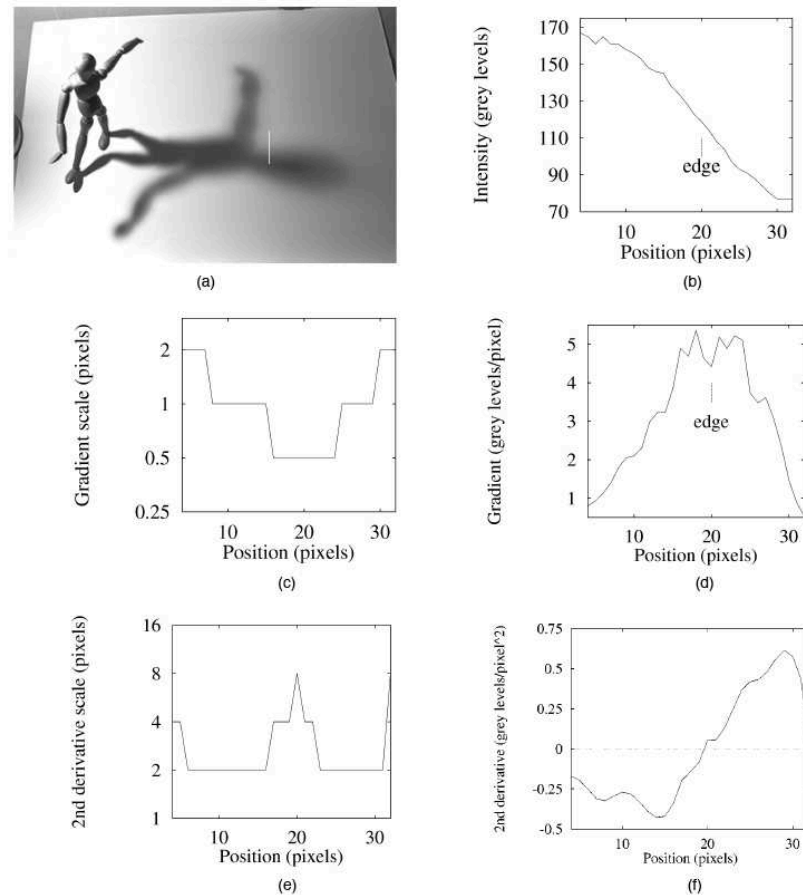 (a)
Intensity (grey levels)
170
150
130
110
90
70
edge
10 20 30
Position (pixels)
(b)
Gradient scale (pixels)
2
1
0.5
0.25
10 20 30
Position (pixels)
(c)
Gradient (grey levels/pixel)
5
4
3
2
1
edge
10 20 30
Position (pixels)
(d)
2nd derivative scale (pixels)
16
8
4
2
1
10 20 30
Position (pixels)
(e)
2nd derivative (grey levels/pixel^2)
0.75
0.5
0.25
0
-0.25
-0.5
10 20 30
Position (pixels)
(f)